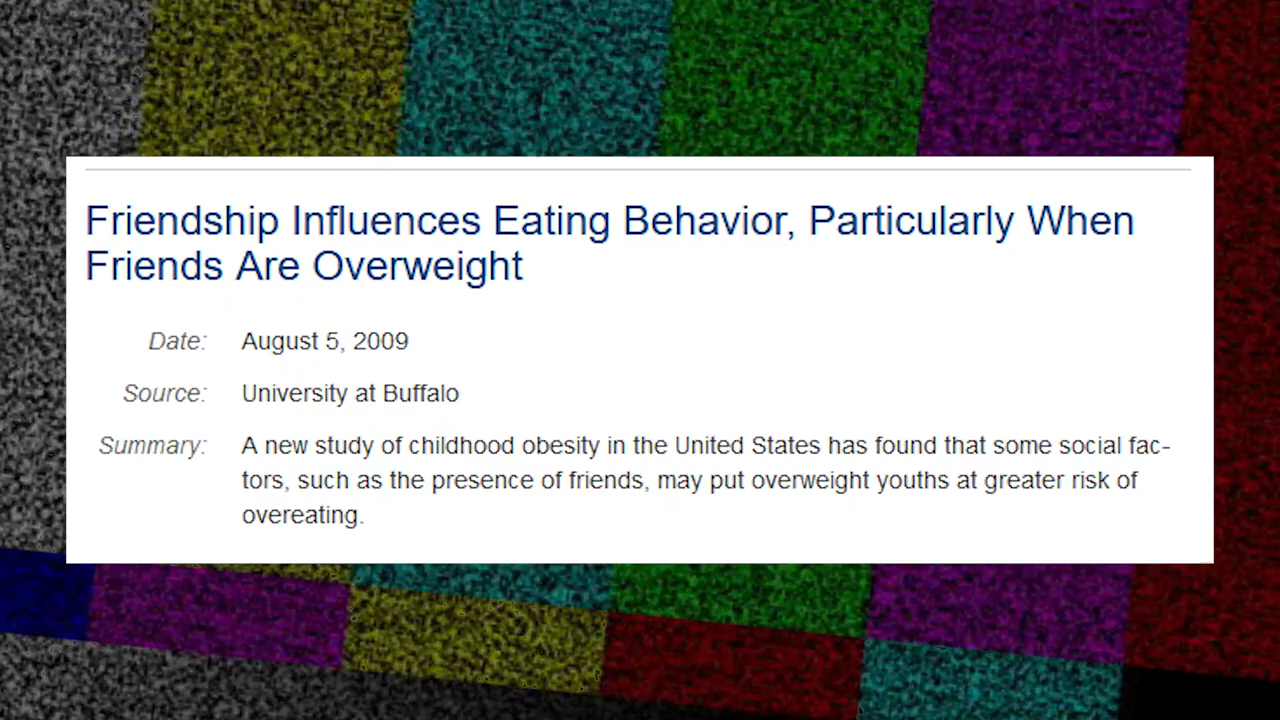 Friendship Influences Eating Behavior, Particularly When
Friends Are Overweight
Date: August 5, 2009
Source: University at Buffalo
Summary: A new study of childhood obesity in the United States has found that some social fac-
tors, such as the presence of friends, may put overweight youths at greater risk of
overeating.